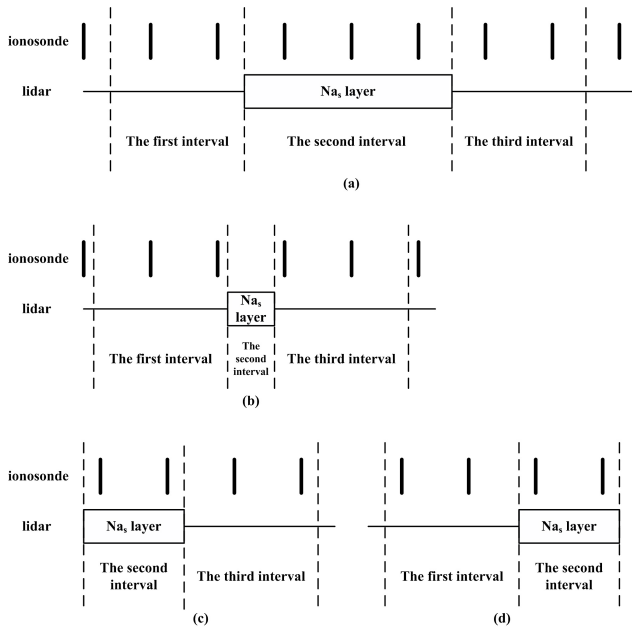 ionosonde
lidar
Naₛ layer
The first interval
The second interval
The third interval
(a)
ionosonde
lidar
Naₛ
layer
The first interval
The
second
interval
The third interval
(b)
ionosonde
lidar
Naₛ layer
Naₛ layer
The second
interval
The third interval
The first interval
The second
interval
(c)
(d)